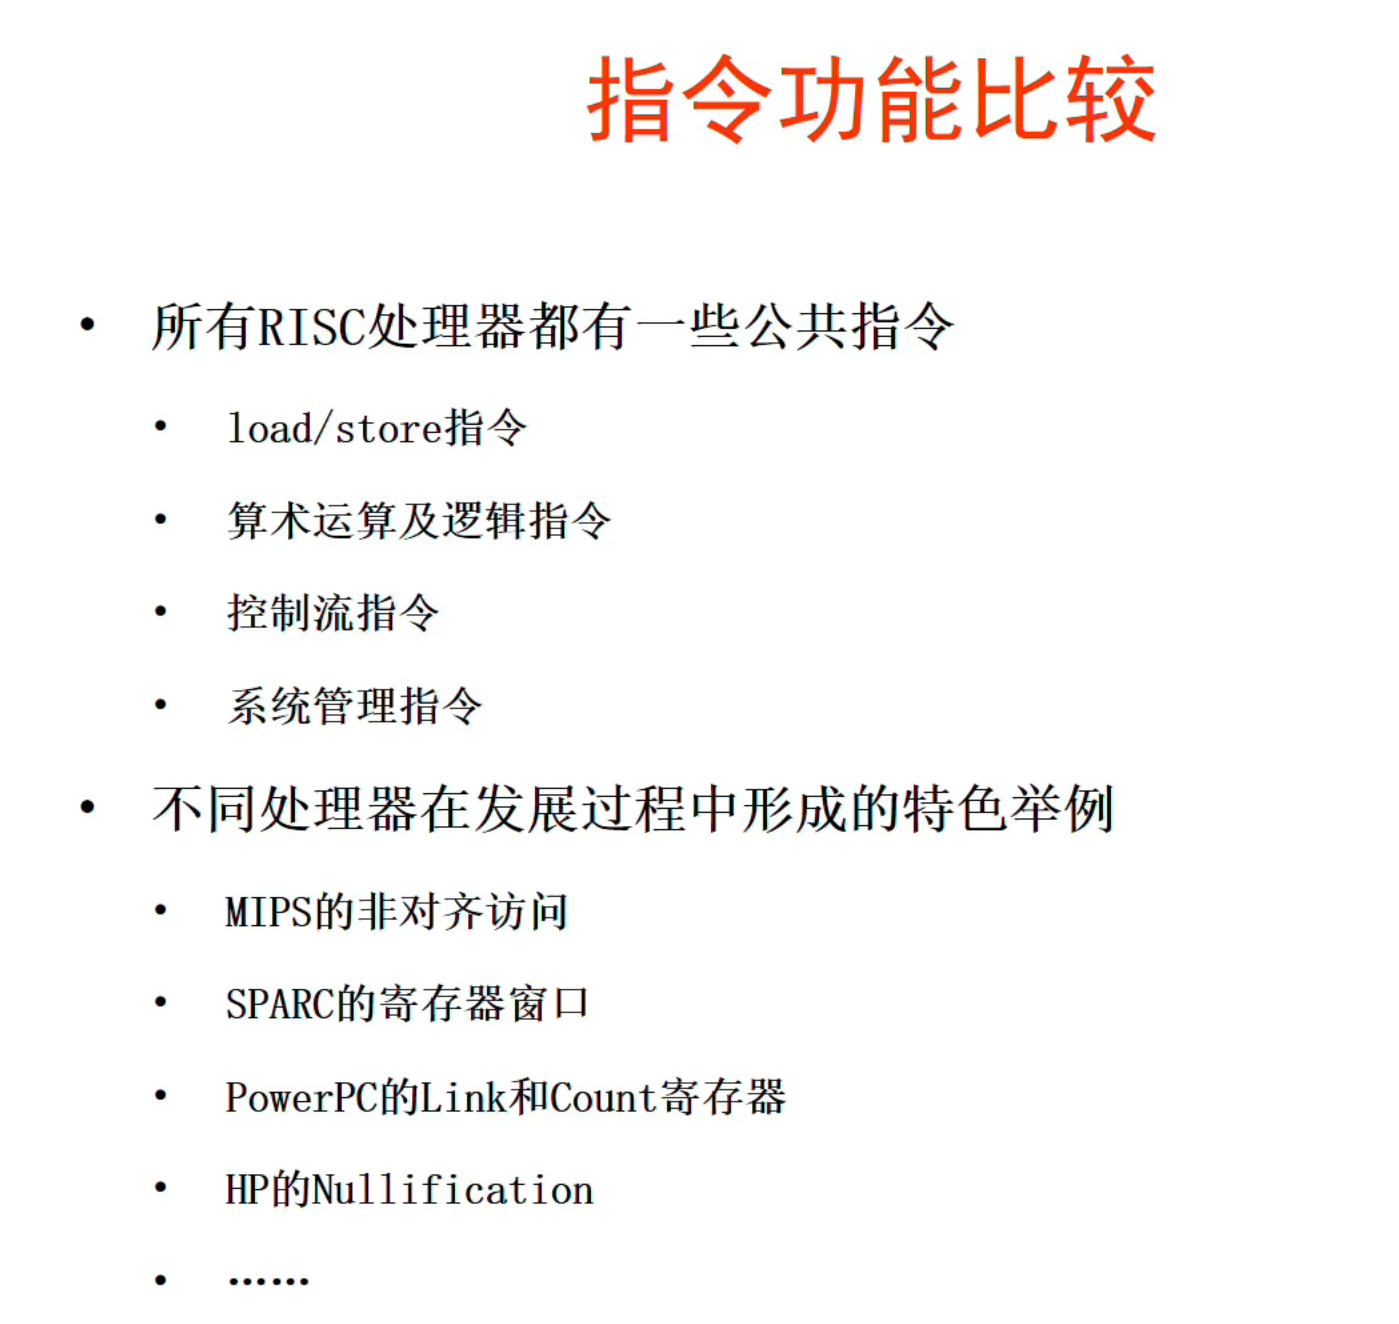 指令功能比较
• 所有RISC处理器都有一些公共指令
• load/store指令
• 算术运算及逻辑指令
• 控制流指令
• 系统管理指令
• 不同处理器在发展过程中形成的特色举例
• MIPS的非对齐访问
• SPARC的寄存器窗口
• PowerPC的Link和Count寄存器
• HP的Nullification
• ……